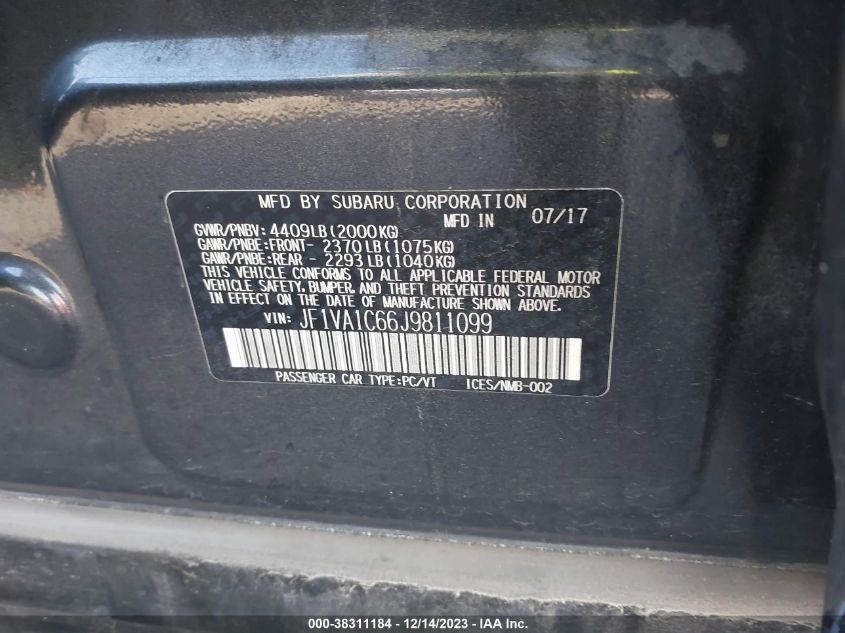 MFD BY SUBARU CORPORATION
MFD IN 07/17
GVWR/PNBV: 4409LB(2000KG)
GAWR/PNBE:FRONT- 2370LB(1075KG)
GAWR/PNBE:REAR - 2293LB(1040KG)
THIS VEHICLE CONFORMS TO ALL APPLICABLE FEDERAL MOTOR
VEHICLE SAFETY, BUMPER, AND THEFT PREVENTION STANDARDS
IN EFFECT ON THE DATE OF MANUFACTURE SHOWN ABOVE.
VIN: JF1VA1C66J9811099
PASSENGER CAR TYPE:PC/VT ICES/NMB-002
000-38311184 - 12/14/2023 - IAA, Inc.